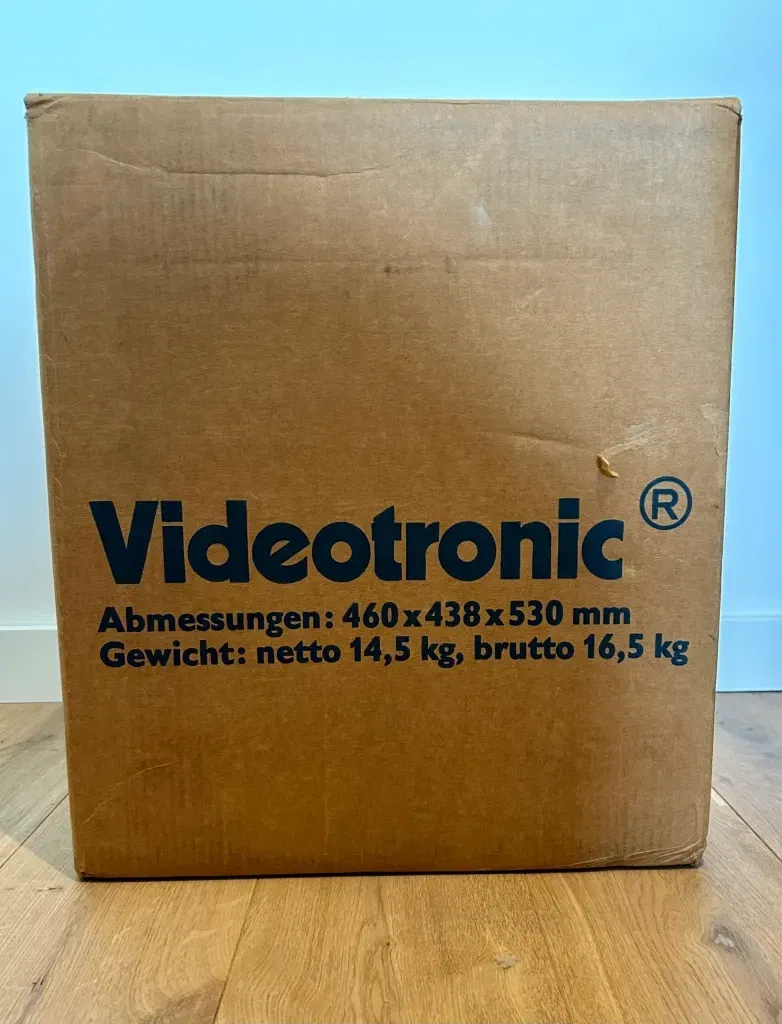 Videotronic ®
Abmessungen: 460 x 438 x 530 mm
Gewicht: netto 14,5 kg, brutto 16,5 kg